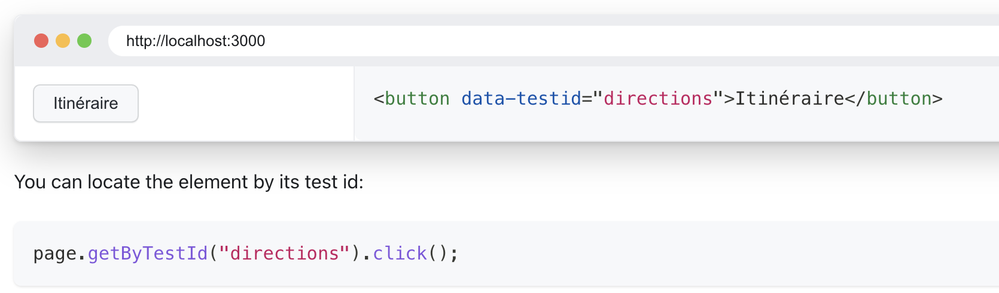 http://localhost:3000
Itinéraire
<button data-testid="directions">Itinéraire</button>
You can locate the element by its test id:
page.getByTestId("directions").click();